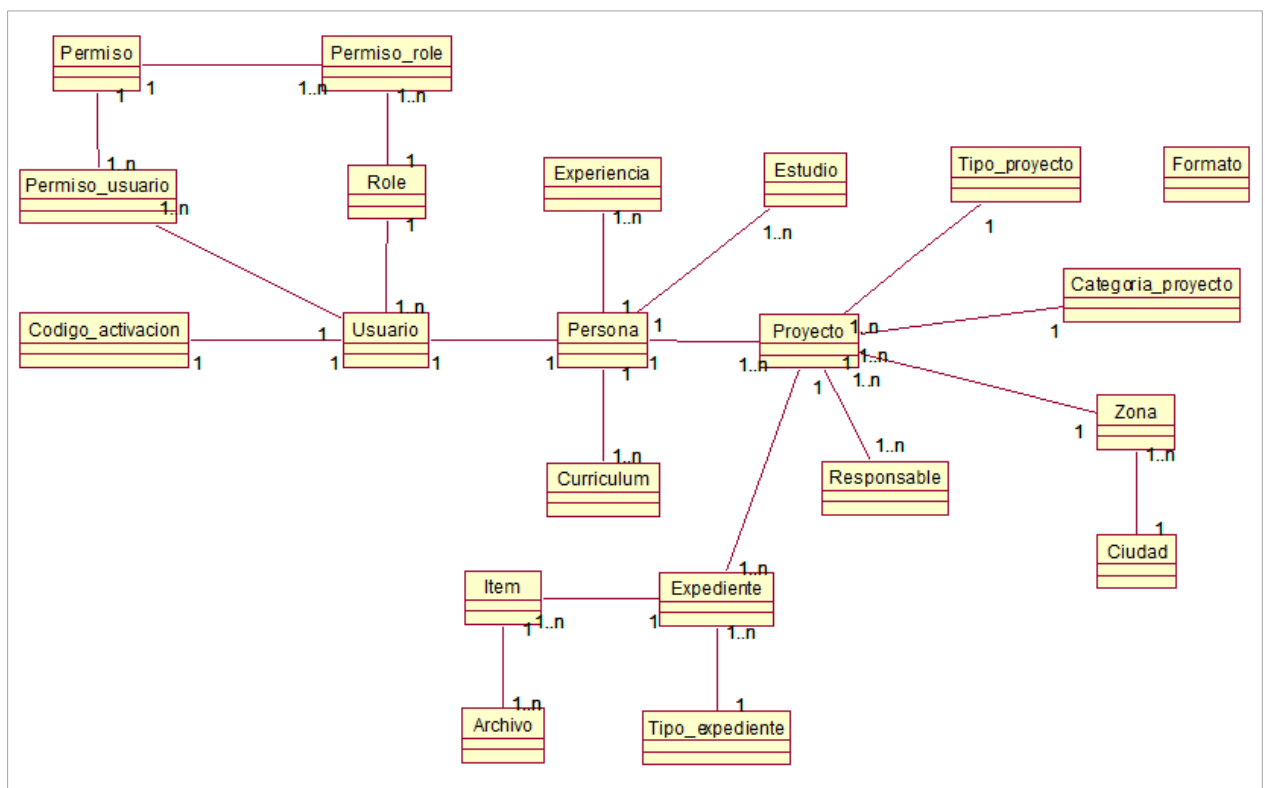 Permiso
Permiso_role
1
1
1..n
1..n
1..n
1
Permiso_usuario
1..n
Role
1
Experiencia
1..n
Estudio
1..n
Tipo_proyecto
1
Formato
1..n
1
1
Categoria_proyecto
1
Codigo_activacion
1
1
1
Usuario
1
Persona
1
1
1
Proyecto
1..n
1..n
1
1..n
1..n
1
1
Zona
1..n
1..n
Curriculum
1..n
Responsable
1
Ciudad
Item
1
1..n
1..n
Expediente
1
1..n
1..n
Archivo
1
Tipo_expediente